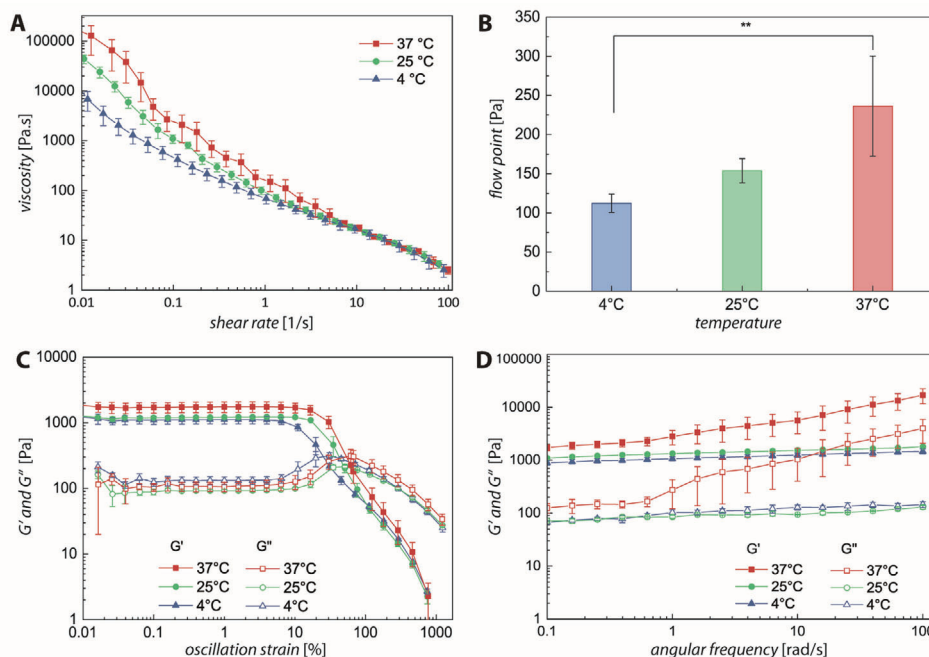 A
viscosity [Pa.s]
100000
10000
1000
100
10
1
0.01
0.1
1
10
100
shear rate [1/s]
37 °C
25 °C
4 °C
B
flow point [Pa]
350
300
250
200
150
100
50
0
**
4°C
25°C
37°C
temperature
C
G' and G" [Pa]
10000
1000
100
10
1
G' G"
37°C 37°C
25°C 25°C
4°C 4°C
0.01
0.1
1
10
100
1000
oscillation strain [%]
D
G' and G" [Pa]
100000
10000
1000
100
10
1
G' G"
37°C 37°C
25°C 25°C
4°C 4°C
0.1
1
10
100
angular frequency [rad/s]